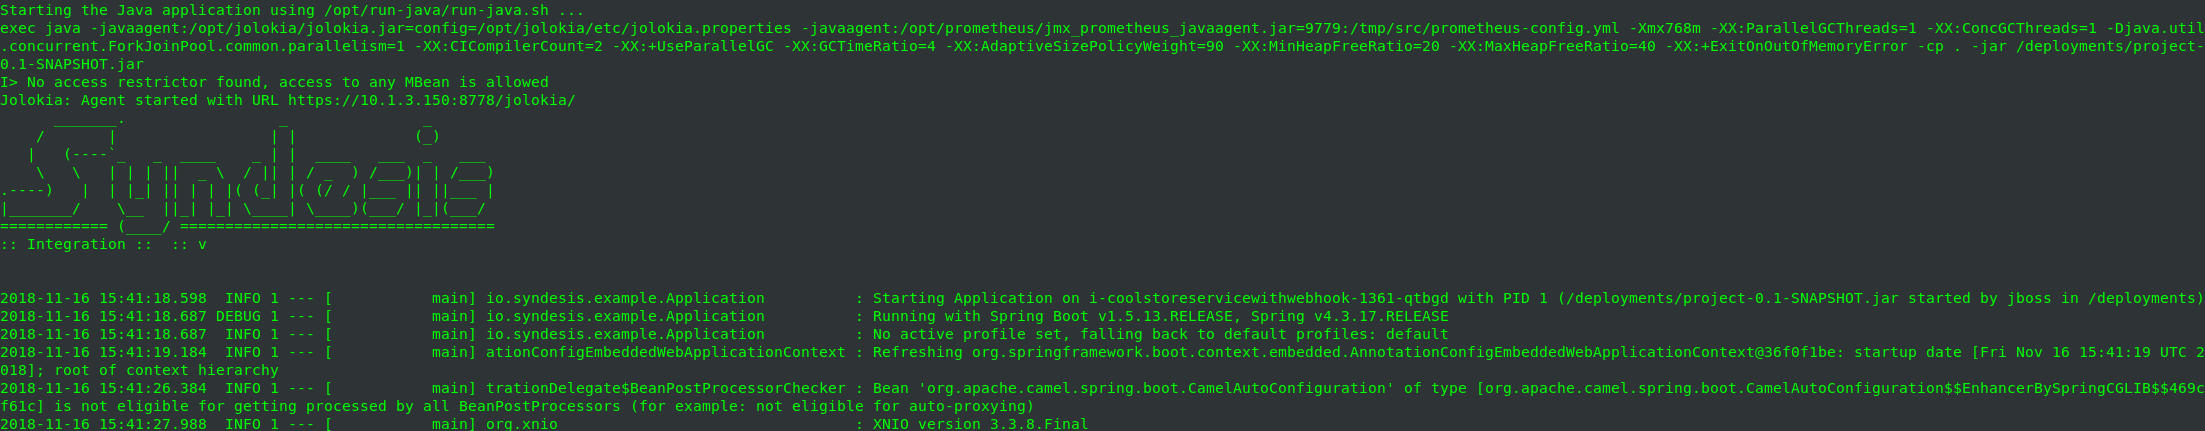 Starting the Java application using /opt/run-java/run-java.sh ...
exec java -javaagent:/opt/jolokia/jolokia.jar=config=/opt/jolokia/etc/jolokia.properties -javaagent:/opt/prometheus/jmx_prometheus_javaagent.jar=9779:/tmp/src/prometheus-config.yml -Xmx768m -XX:ParallelGCThreads=1 -XX:ConcGCThreads=1 -Djava.util
.concurrent.ForkJoinPool.common.parallelism=1 -XX:CICompilerCount=2 -XX:+UseParallelGC -XX:GCTimeRatio=4 -XX:AdaptiveSizePolicyWeight=90 -XX:MinHeapFreeRatio=20 -XX:MaxHeapFreeRatio=40 -XX:+ExitOnOutOfMemoryError -cp . -jar /deployments/project-
0.1-SNAPSHOT.jar
I> No access restrictor found, access to any MBean is allowed
Jolokia: Agent started with URL https://10.1.3.150:8778/jolokia/
Syndesis
:: Integration ::  :: v
2018-11-16 15:41:18.598  INFO 1 --- [           main] io.syndesis.example.Application          : Starting Application on i-coolstoreservicewithwebhook-1361-qtbgd with PID 1 (/deployments/project-0.1-SNAPSHOT.jar started by jboss in /deployments)
2018-11-16 15:41:18.687 DEBUG 1 --- [           main] io.syndesis.example.Application          : Running with Spring Boot v1.5.13.RELEASE, Spring v4.3.17.RELEASE
2018-11-16 15:41:18.687  INFO 1 --- [           main] io.syndesis.example.Application          : No active profile set, falling back to default profiles: default
2018-11-16 15:41:19.184  INFO 1 --- [           main] ationConfigEmbeddedWebApplicationContext : Refreshing org.springframework.boot.context.embedded.AnnotationConfigEmbeddedWebApplicationContext@36f0f1be: startup date [Fri Nov 16 15:41:19 UTC 2
018]; root of context hierarchy
2018-11-16 15:41:26.384  INFO 1 --- [           main] trationDelegate$BeanPostProcessorChecker : Bean 'org.apache.camel.spring.boot.CamelAutoConfiguration' of type [org.apache.camel.spring.boot.CamelAutoConfiguration$$EnhancerBySpringCGLIB$$469c
f61c] is not eligible for getting processed by all BeanPostProcessors (for example: not eligible for auto-proxying)
2018-11-16 15:41:27.988  INFO 1 --- [           main] org.xnio                                 : XNIO version 3.3.8.Final